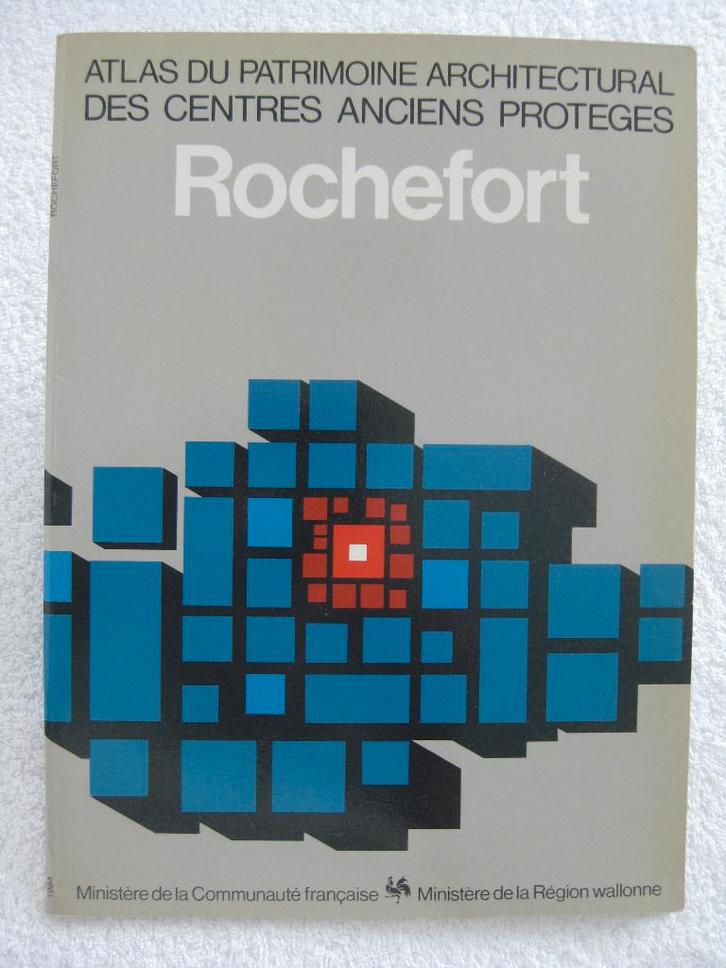 ATLAS DU PATRIMOINE ARCHITECTURAL
DES CENTRES ANCIENS PROTEGES
Rochefort
ROCHEFORT
1984
Ministère de la Communauté française
Ministère de la Région wallonne